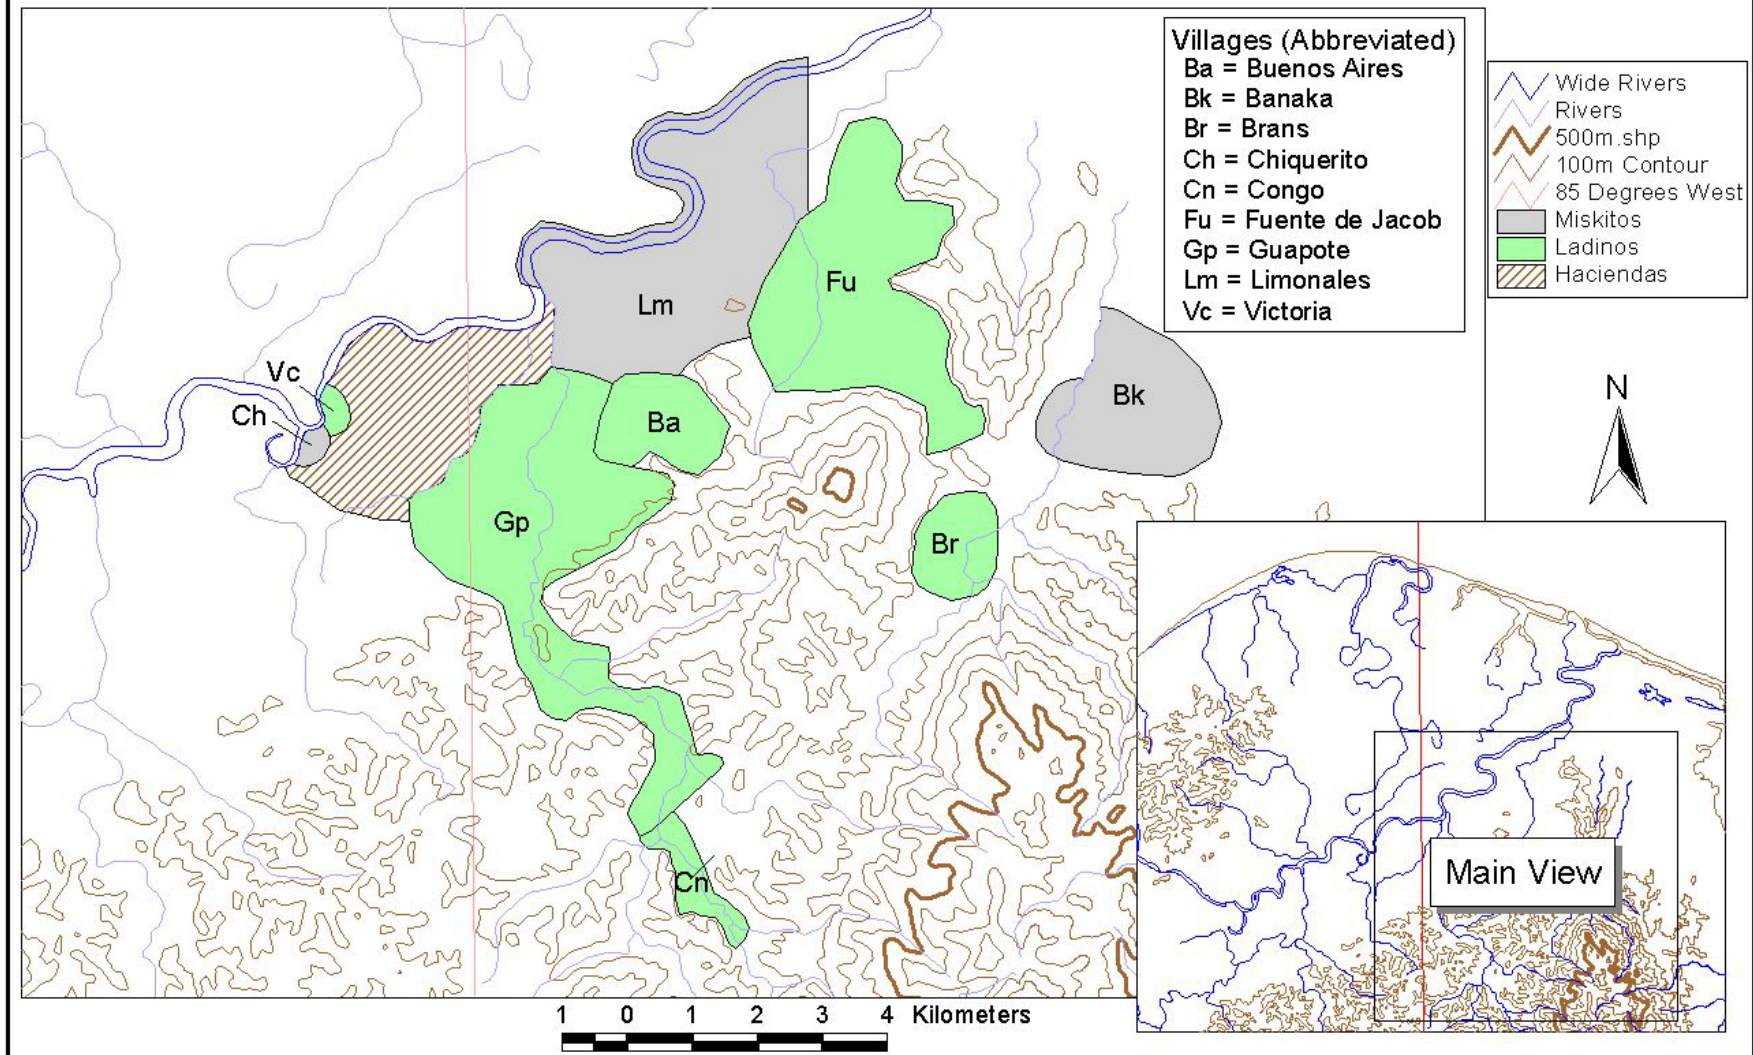 Villages (Abbreviated)
Ba = Buenos Aires
Bk = Banaka
Br = Brans
Ch = Chiquerito
Cn = Congo
Fu = Fuente de Jacob
Gp = Guapote
Lm = Limonales
Vc = Victoria
Wide Rivers
Rivers
500m.shp
100m Contour
85 Degrees West
Miskitos
Ladinos
Haciendas
Fu
Lm
Vc
Ch
Ba
Bk
N
Gp
Br
Cn
Main View
1 0 1 2 3 4 Kilometers